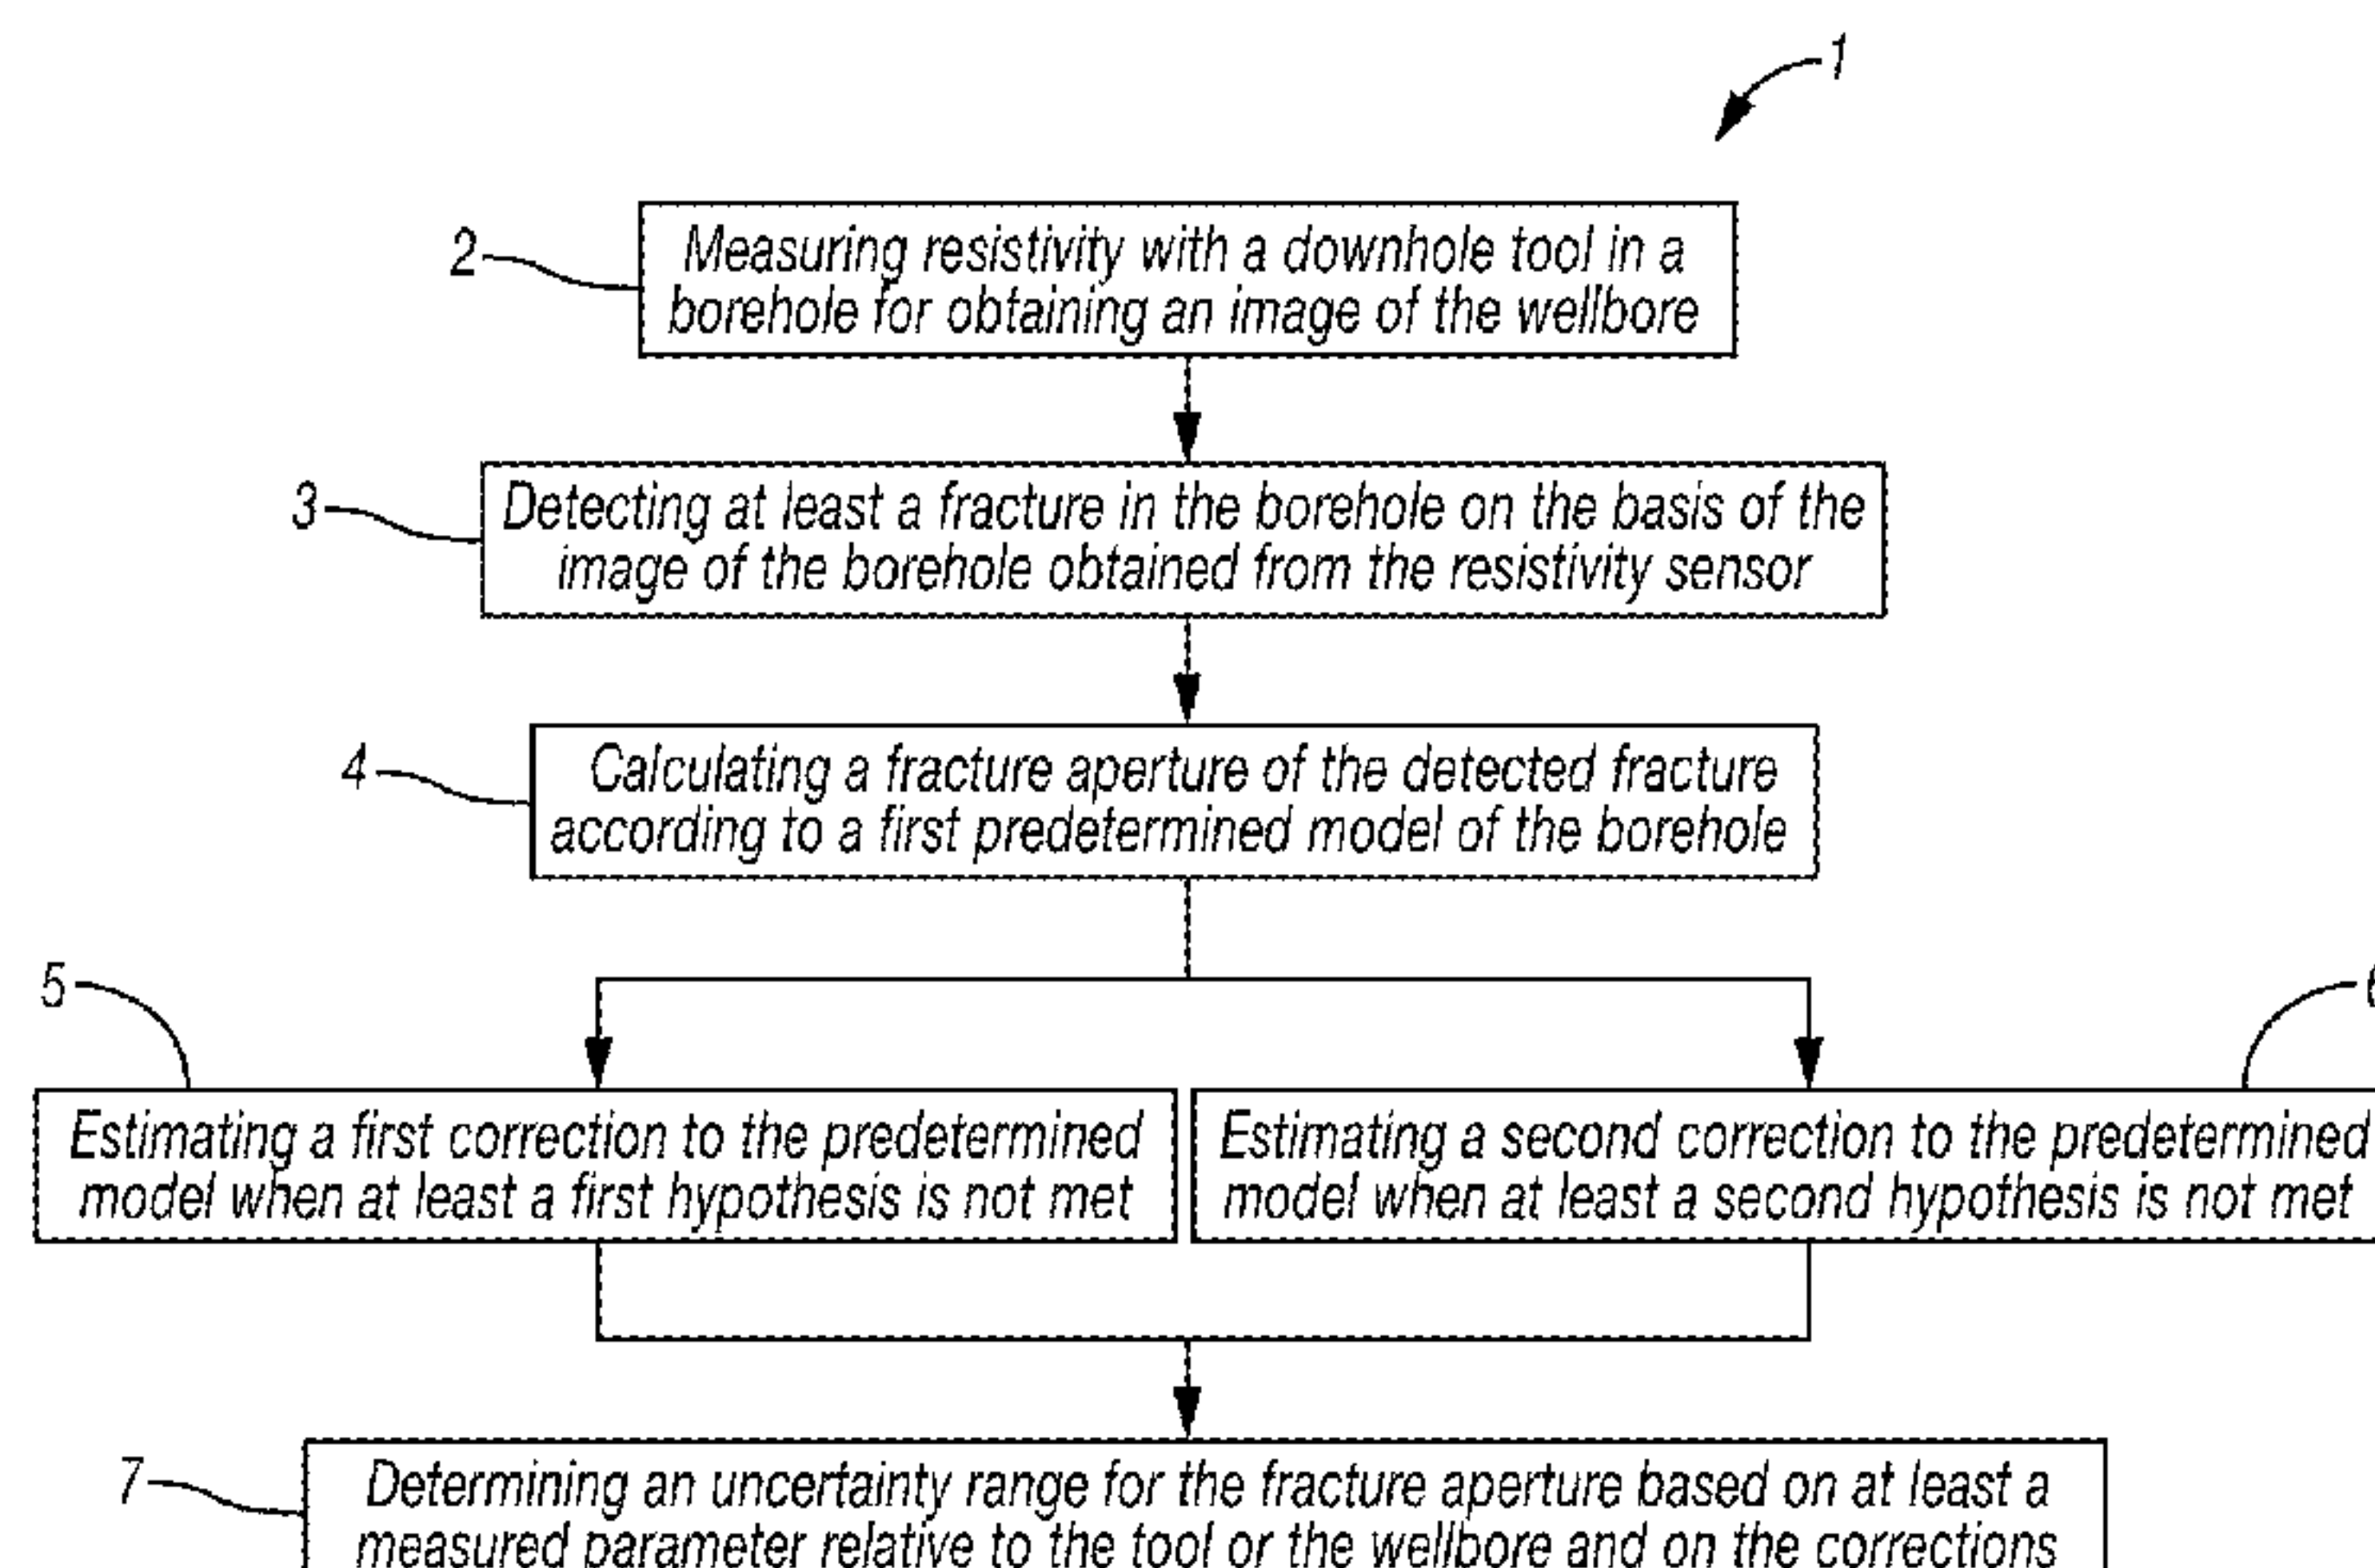 1
2
Measuring resistivity with a downhole tool in a
borehole for obtaining an image of the wellbore
3
Detecting at least a fracture in the borehole on the basis of the
image of the borehole obtained from the resistivity sensor
4
Calculating a fracture aperture of the detected fracture
according to a first predetermined model of the borehole
5
Estimating a first correction to the predetermined
model when at least a first hypothesis is not met
Estimating a second correction to the predetermined
model when at least a second hypothesis is not met
7
Determining an uncertainty range for the fracture aperture based on at least a
measured parameter relative to the tool or the wellbore and on the corrections